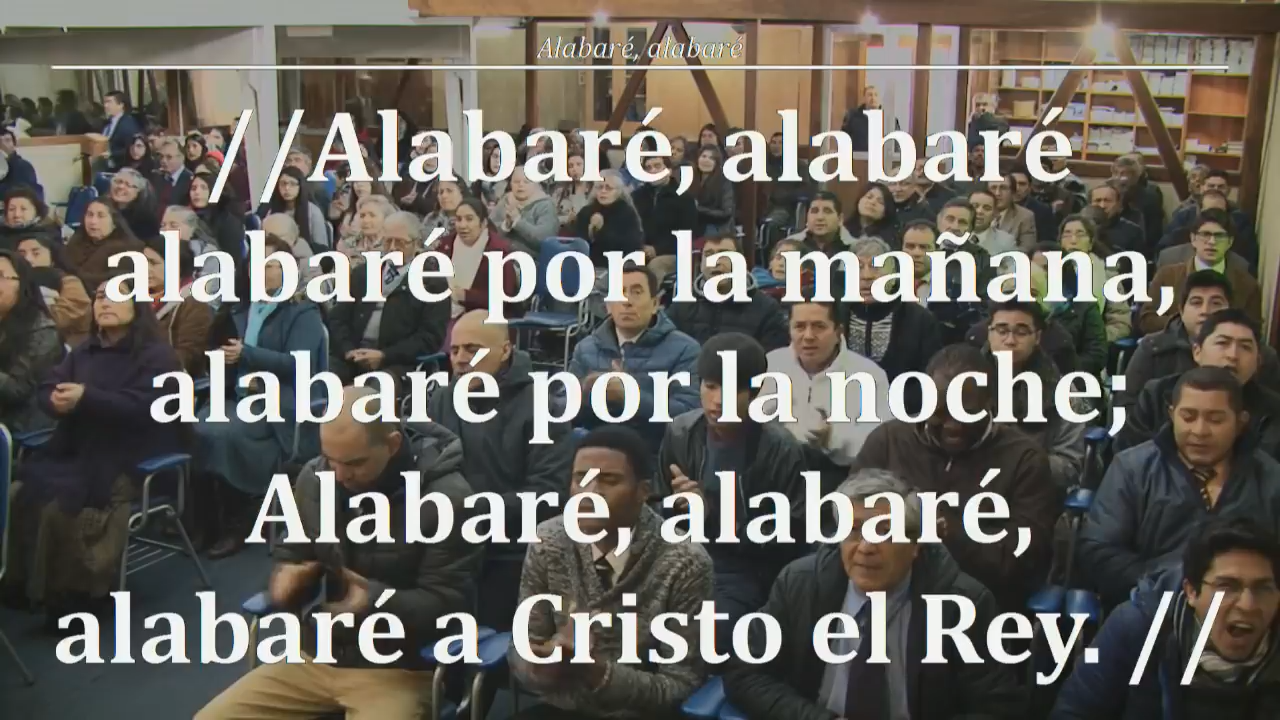 Alabaré, alabaré
//Alabaré, alabaré
alabaré por la mañana,
alabaré por la noche;
Alabaré, alabaré,
alabaré a Cristo el Rey. //